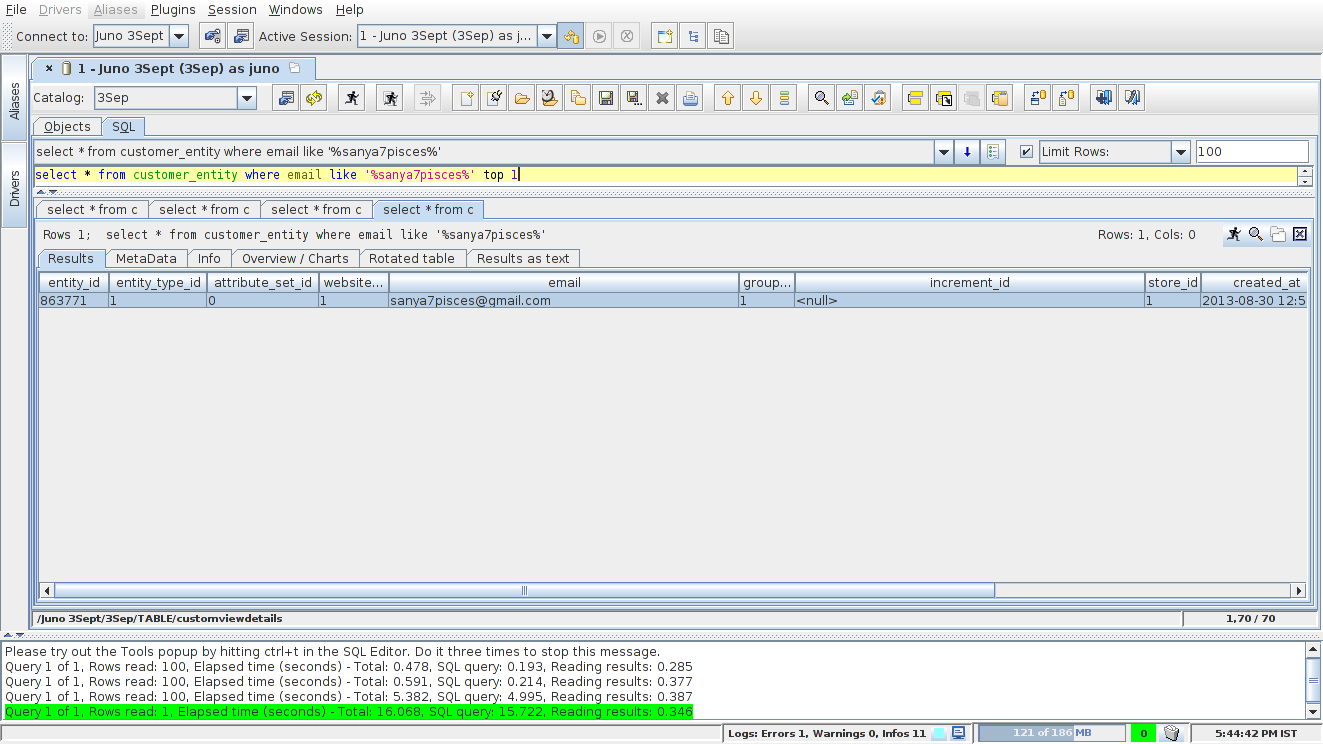 File Drivers Aliases Plugins Session Windows Help
Connect to: Juno 3Sept Active Session: 1 - Juno 3Sept (3Sep) as j...
1 - Juno 3Sept (3Sep) as juno
Catalog: 3Sep
Objects SQL
select * from customer_entity where email like '%sanya7pisces%' Limit Rows: 100
select * from customer_entity where email like '%sanya7pisces%' top 1
select * from c select * from c select * from c select * from c
Rows 1; select * from customer_entity where email like '%sanya7pisces%' Rows: 1, Cols: 0
Results MetaData Info Overview / Charts Rotated table Results as text
entity_id entity_type_id attribute_set_id website... email group... increment_id store_id created_at
863771 1 0 1 sanya7pisces@gmail.com 1 <null> 1 2013-08-30 12:5
/Juno 3Sept/3Sep/TABLE/customviewdetails 1,70 / 70
Please try out the Tools popup by hitting ctrl+t in the SQL Editor. Do it three times to stop this message.
Query 1 of 1, Rows read: 100, Elapsed time (seconds) - Total: 0.478, SQL query: 0.193, Reading results: 0.285
Query 1 of 1, Rows read: 100, Elapsed time (seconds) - Total: 0.591, SQL query: 0.214, Reading results: 0.377
Query 1 of 1, Rows read: 100, Elapsed time (seconds) - Total: 5.382, SQL query: 4.995, Reading results: 0.387
Query 1 of 1, Rows read: 1, Elapsed time (seconds) - Total: 16.068, SQL query: 15.722, Reading results: 0.346
Logs: Errors 1, Warnings 0, Infos 11 121 of 186 MB 0 5:44:42 PM IST
Aliases
Drivers